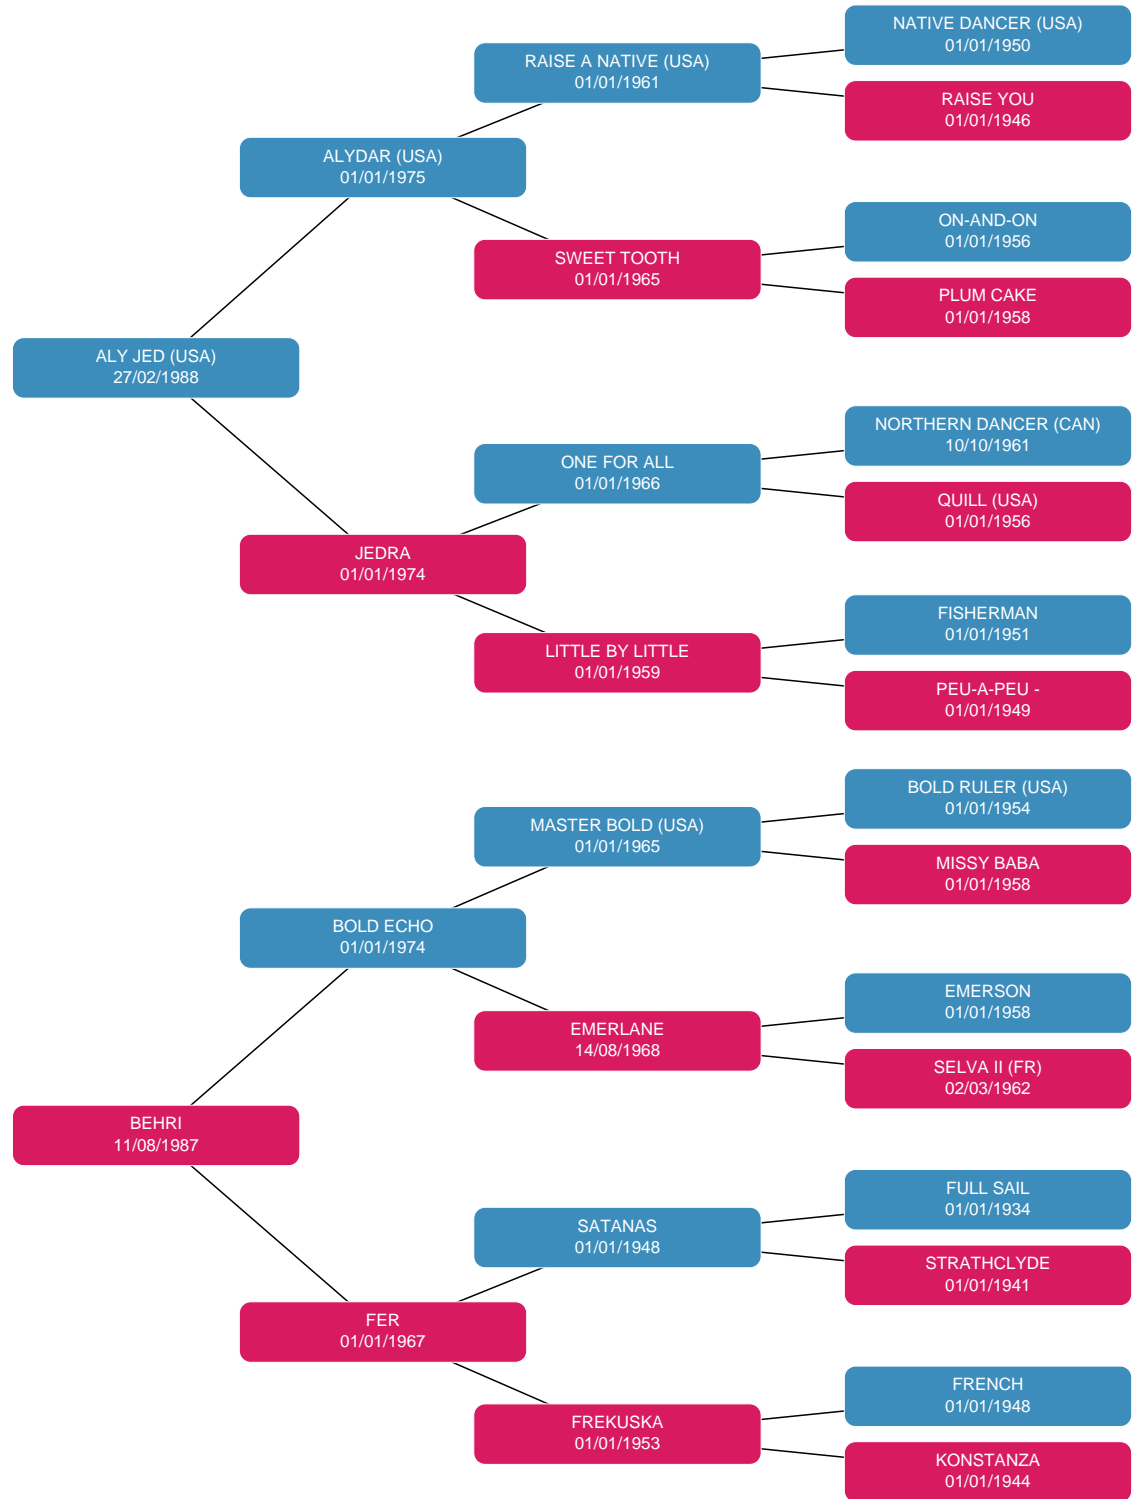 NATIVE DANCER (USA)
01/01/1950
RAISE A NATIVE (USA)
01/01/1961
RAISE YOU
01/01/1946
ALYDAR (USA)
01/01/1975
ON-AND-ON
01/01/1956
SWEET TOOTH
01/01/1965
PLUM CAKE
01/01/1958
ALY JED (USA)
27/02/1988
NORTHERN DANCER (CAN)
10/10/1961
ONE FOR ALL
01/01/1966
QUILL (USA)
01/01/1956
JEDRA
01/01/1974
FISHERMAN
01/01/1951
LITTLE BY LITTLE
01/01/1959
PEU-A-PEU -
01/01/1949
BOLD RULER (USA)
01/01/1954
MASTER BOLD (USA)
01/01/1965
MISSY BABA
01/01/1958
BOLD ECHO
01/01/1974
EMERSON
01/01/1958
EMERLANE
14/08/1968
SELVA II (FR)
02/03/1962
BEHRI
11/08/1987
FULL SAIL
01/01/1934
SATANAS
01/01/1948
STRATHCLYDE
01/01/1941
FER
01/01/1967
FRENCH
01/01/1948
FREKUSKA
01/01/1953
KONSTANZA
01/01/1944